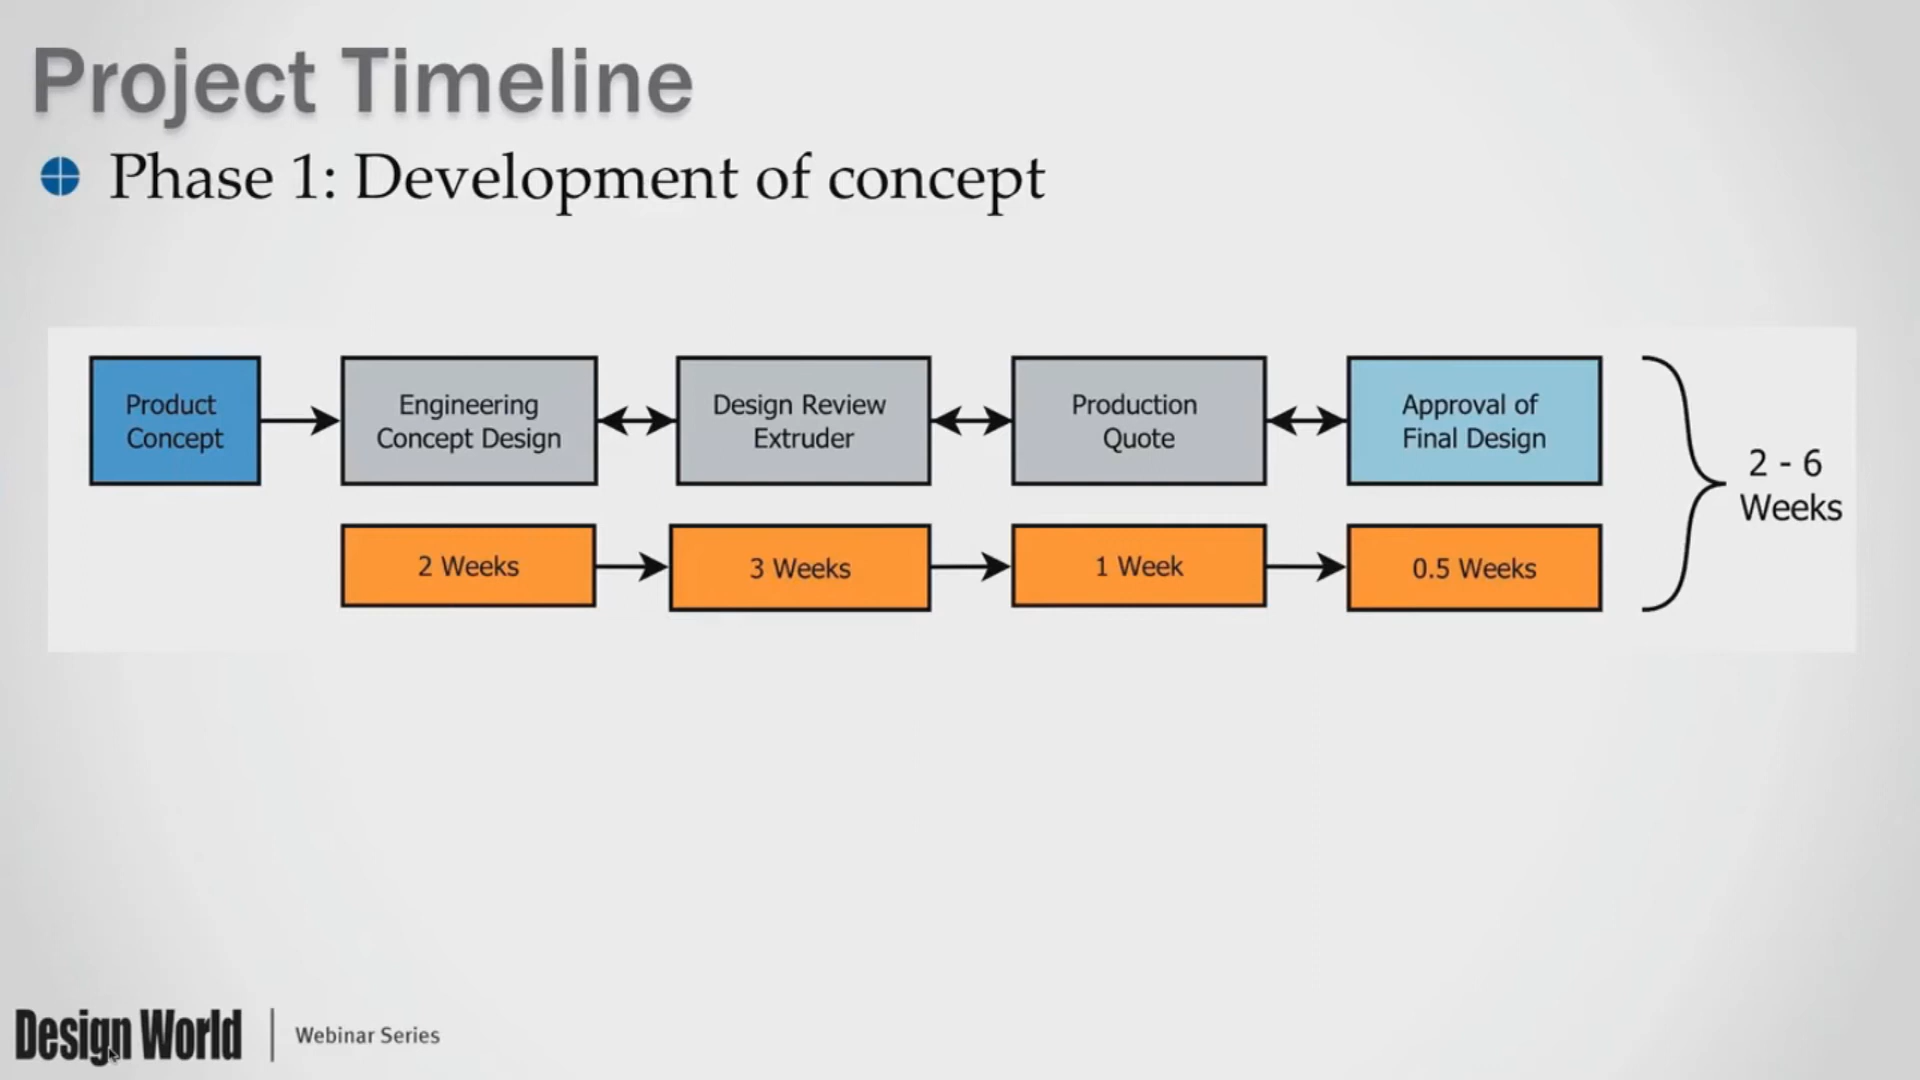 Project Timeline
Phase 1: Development of concept
Product
Concept
Engineering
Concept Design
Design Review
Extruder
Production
Quote
Approval of
Final Design
2 Weeks
3 Weeks
1 Week
0.5 Weeks
2 - 6
Weeks
Design World
Webinar Series